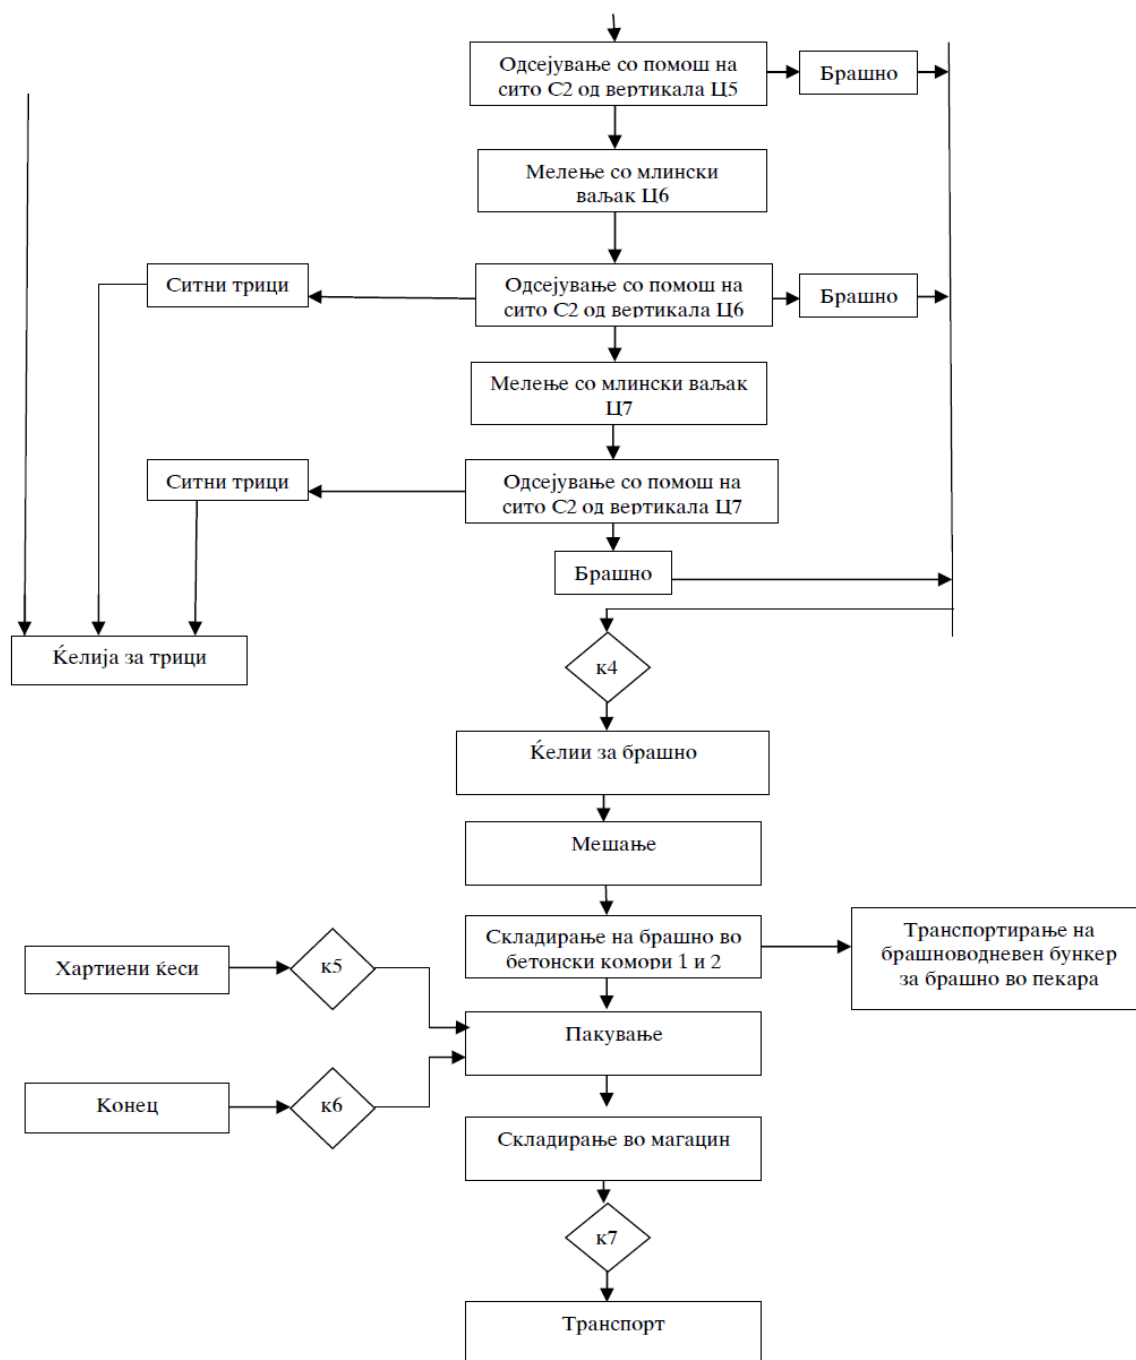 Одсејување со помош на
сито С2 од вертикала Ц5
Брашно
Мелење со млински
ваљак Ц6
Ситни трици
Одсејување со помош на
сито С2 од вертикала Ц6
Брашно
Мелење со млински ваљак
Ц7
Ситни трици
Одсејување со помош на
сито С2 од вертикала Ц7
Брашно
Ќелија за трици
к4
Ќелии за брашно
Мешање
Складирање на брашно во
бетонски комори 1 и 2
Транспортирање на
брашноводневен бункер
за брашно во пекара
Хартиени ќеси
к5
Пакување
Конец
к6
Складирање во магацин
к7
Транспорт